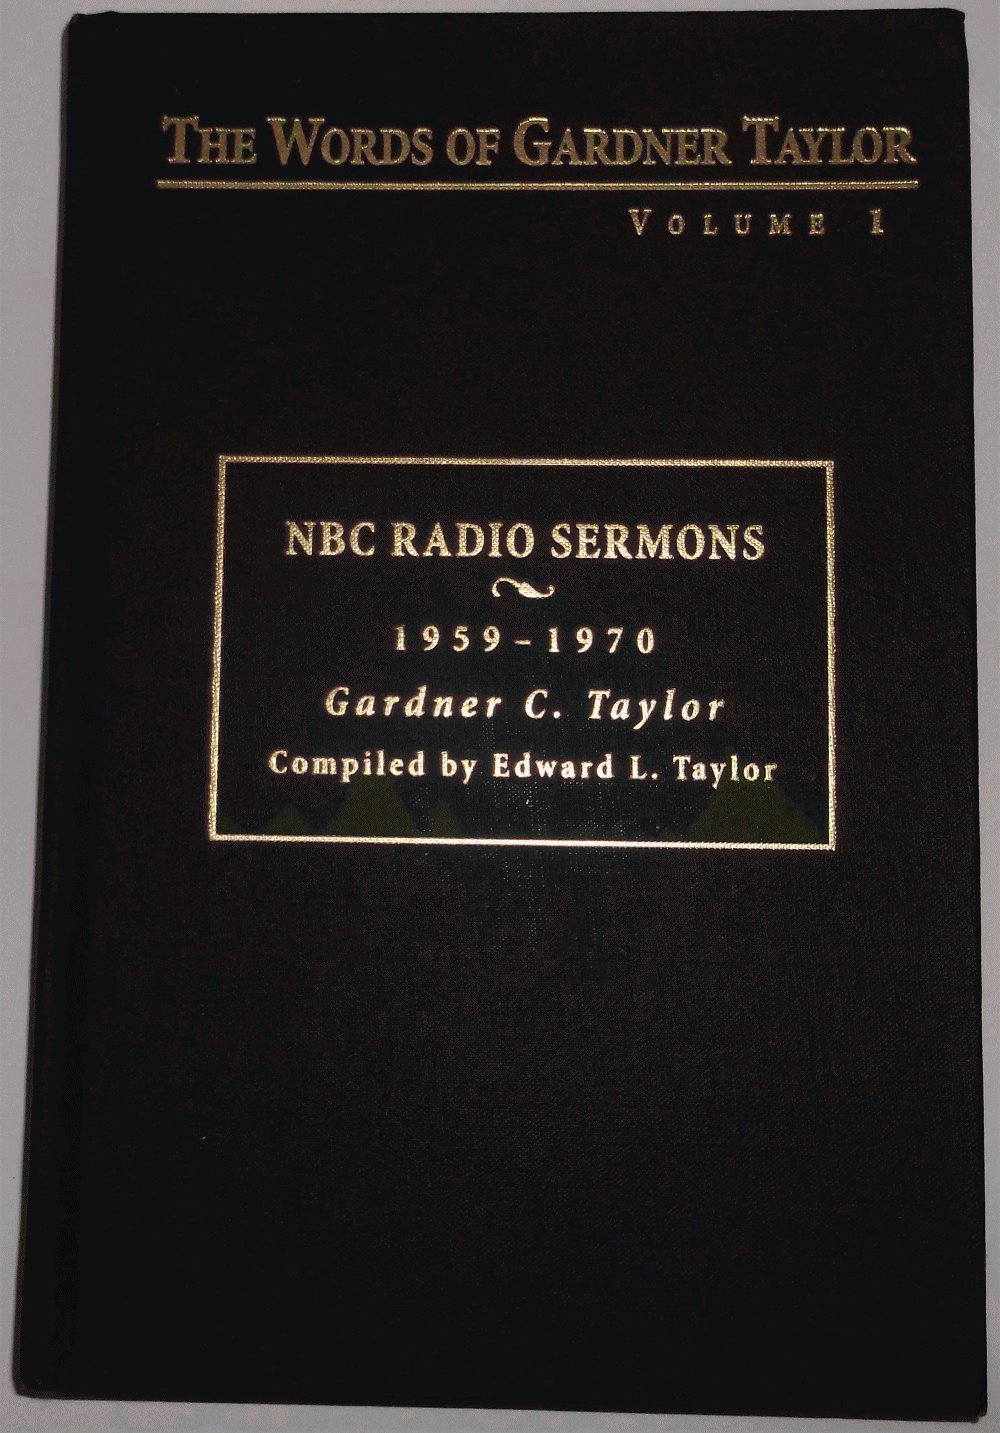 THE WORDS OF GARDNER TAYLOR
VOLUME 1
NBC RADIO SERMONS
1959–1970
Gardner C. Taylor
Compiled by Edward L. Taylor